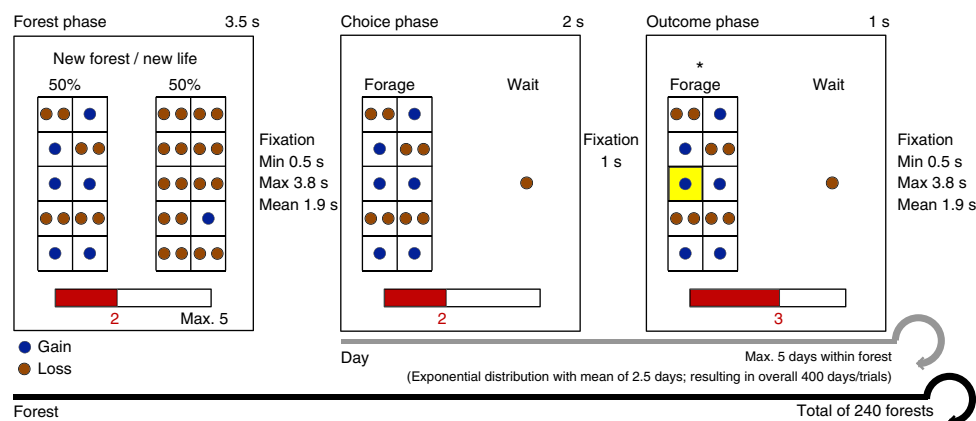 Forest phase 3.5 s
New forest / new life
50% 50%
2 Max. 5
Gain
Loss
Fixation
Min 0.5 s
Max 3.8 s
Mean 1.9 s
Choice phase 2 s
Forage Wait
2
Fixation
1 s
Outcome phase 1 s
*
Forage Wait
3
Fixation
Min 0.5 s
Max 3.8 s
Mean 1.9 s
Day Max. 5 days within forest
(Exponential distribution with mean of 2.5 days; resulting in overall 400 days/trials)
Forest Total of 240 forests